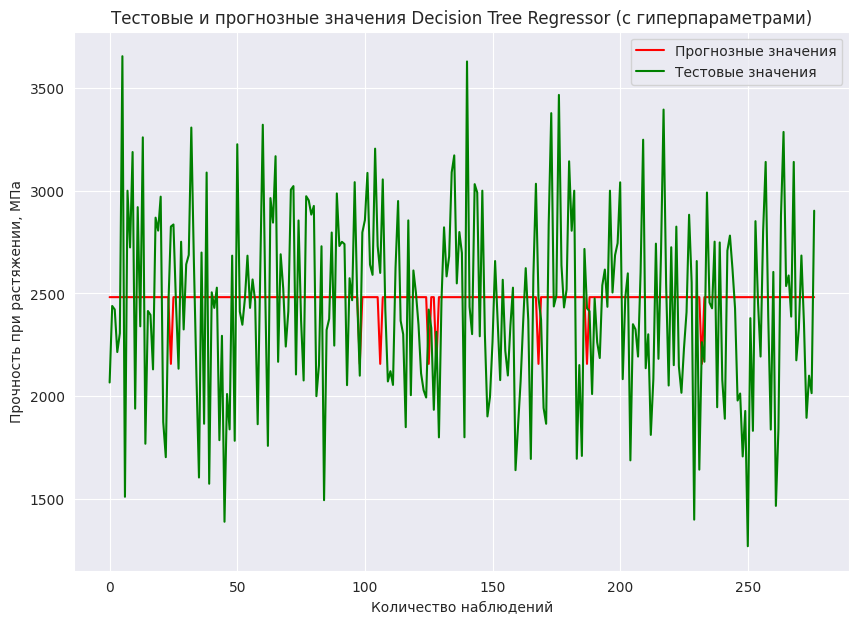 Тестовые и прогнозные значения Decision Tree Regressor (с гиперпараметрами)
Прогнозные значения
Тестовые значения
Прочность при растяжении, МПа
3500
3000
2500
2000
1500
0
50
100
150
200
250
Количество наблюдений